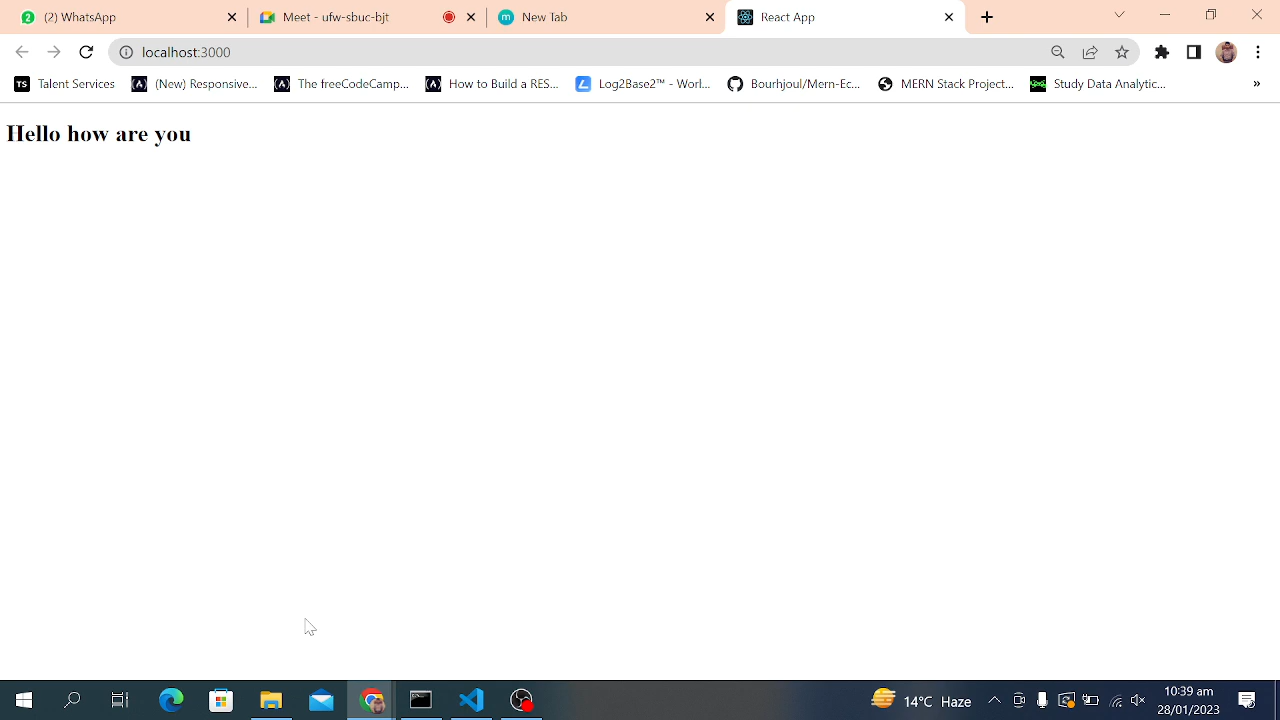 (2) WhatsApp
Meet - ufw-sbuc-bjt
New Tab
React App
localhost:3000
Talent Services
(New) Responsive...
The freeCodeCamp...
How to Build a RES...
Log2Base2™ - Worl...
Bourhjoul/Mern-Ec...
MERN Stack Project...
Study Data Analytic...
»
Hello how are you
14°C Haze
10:39 am
28/01/2023